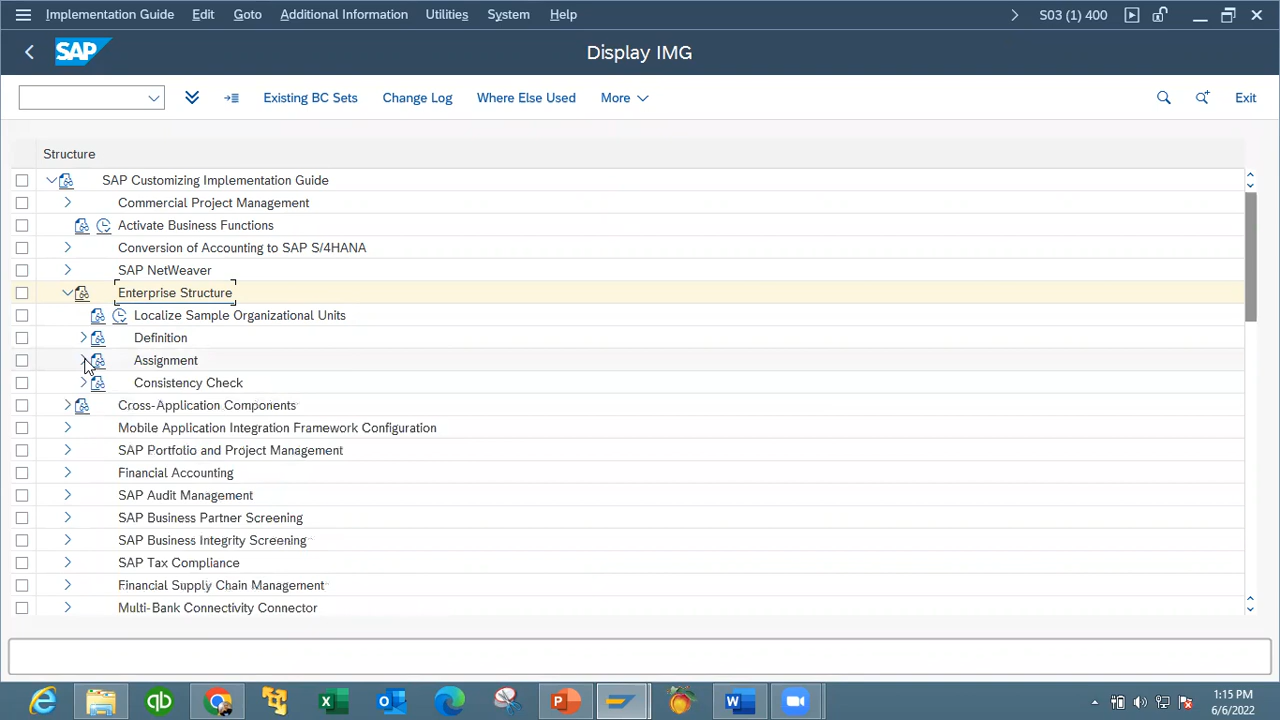 Implementation Guide Edit Goto Additional Information Utilities System Help S03 (1) 400
SAP Display IMG
Existing BC Sets Change Log Where Else Used More Exit
Structure
SAP Customizing Implementation Guide
Commercial Project Management
Activate Business Functions
Conversion of Accounting to SAP S/4HANA
SAP NetWeaver
Enterprise Structure
Localize Sample Organizational Units
Definition
Assignment
Consistency Check
Cross-Application Components
Mobile Application Integration Framework Configuration
SAP Portfolio and Project Management
Financial Accounting
SAP Audit Management
SAP Business Partner Screening
SAP Business Integrity Screening
SAP Tax Compliance
Financial Supply Chain Management
Multi-Bank Connectivity Connector
1:15 PM
6/6/2022